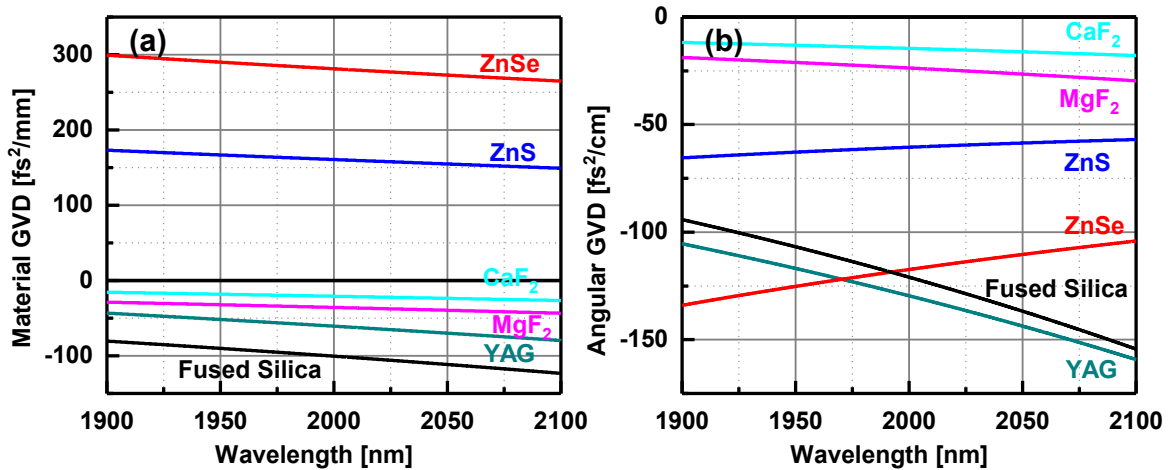 (a)
Material GVD [fs²/mm]
300
200
100
0
-100
ZnSe
ZnS
CaF₂
MgF₂
YAG
Fused Silica
1900 1950 2000 2050 2100
Wavelength [nm]
(b)
Angular GVD [fs²/cm]
0
-50
-100
-150
CaF₂
MgF₂
ZnS
ZnSe
Fused Silica
YAG
1900 1950 2000 2050 2100
Wavelength [nm]